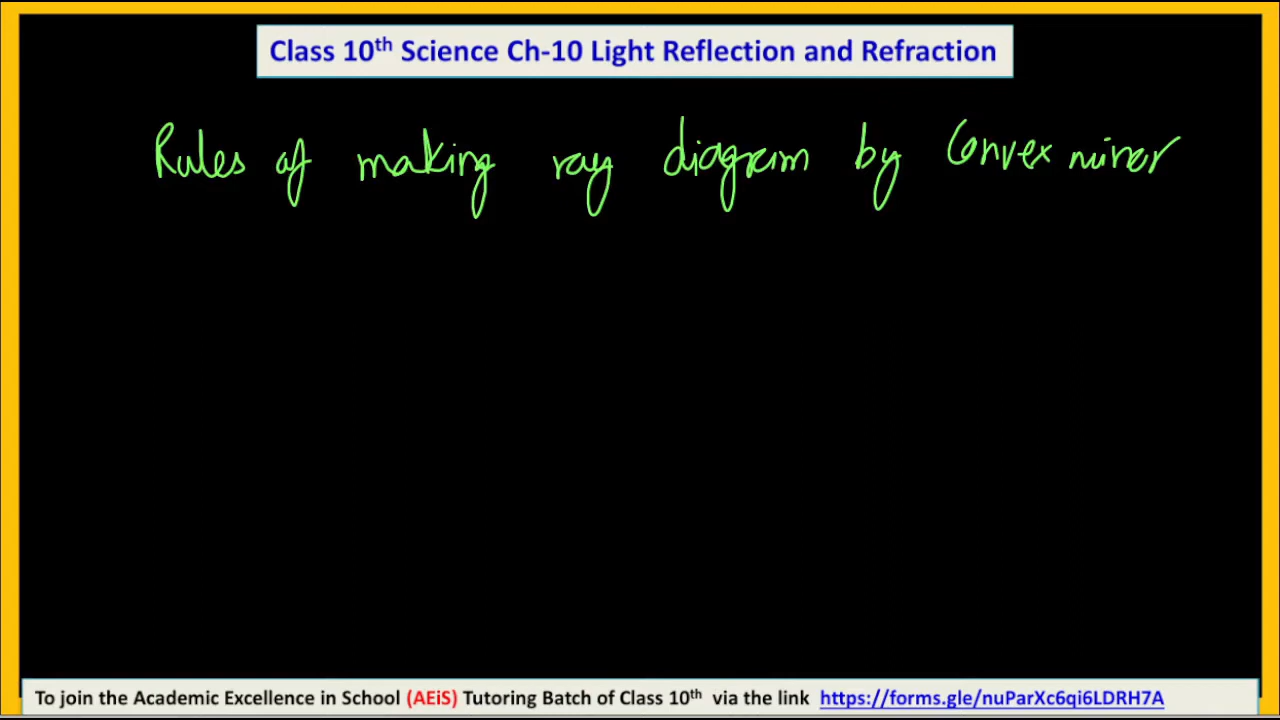 Class 10th Science Ch-10 Light Reflection and Refraction
Rules of making ray diagram by Convex mirror
To join the Academic Excellence in School (AEiS) Tutoring Batch of Class 10th via the link https://forms.gle/nuParXc6qi6LDRH7A